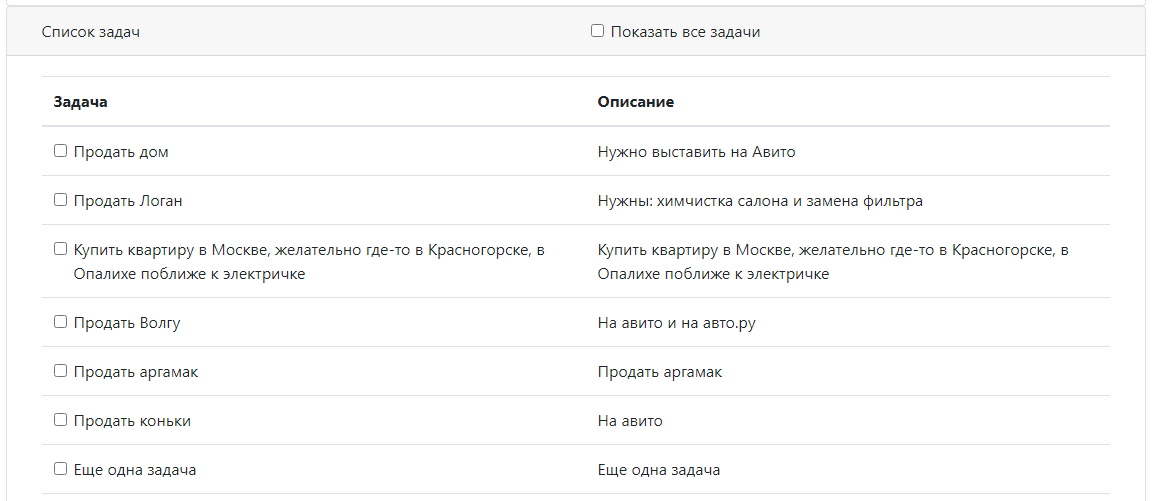 Список задач
Показать все задачи
Задача
Описание
Продать дом
Нужно выставить на Авито
Продать Логан
Нужны: химчистка салона и замена фильтра
Купить квартиру в Москве, желательно где-то в Красногорске, в
Опалихе поближе к электричке
Купить квартиру в Москве, желательно где-то в Красногорске, в
Опалихе поближе к электричке
Продать Волгу
На авито и на авто.ру
Продать аргамак
Продать аргамак
Продать коньки
На авито
Еще одна задача
Еще одна задача